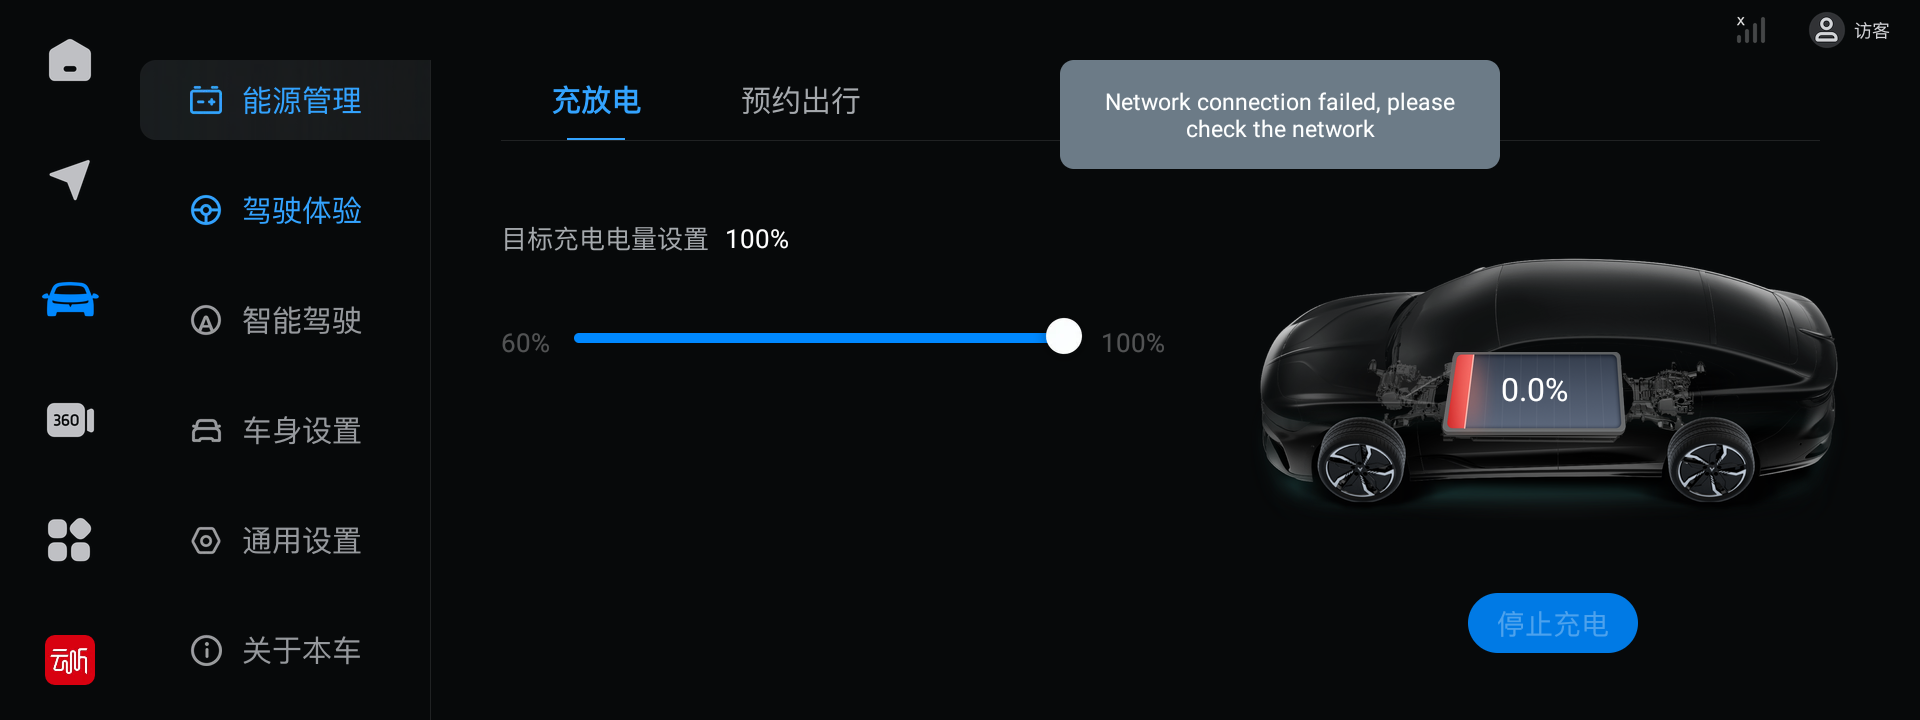 x
访客
能源管理
驾驶体验
智能驾驶
360
车身设置
通用设置
云听
关于本车
充放电
预约出行
Network connection failed, please
check the network
目标充电电量设置 100%
60%
100%
0.0%
停止充电